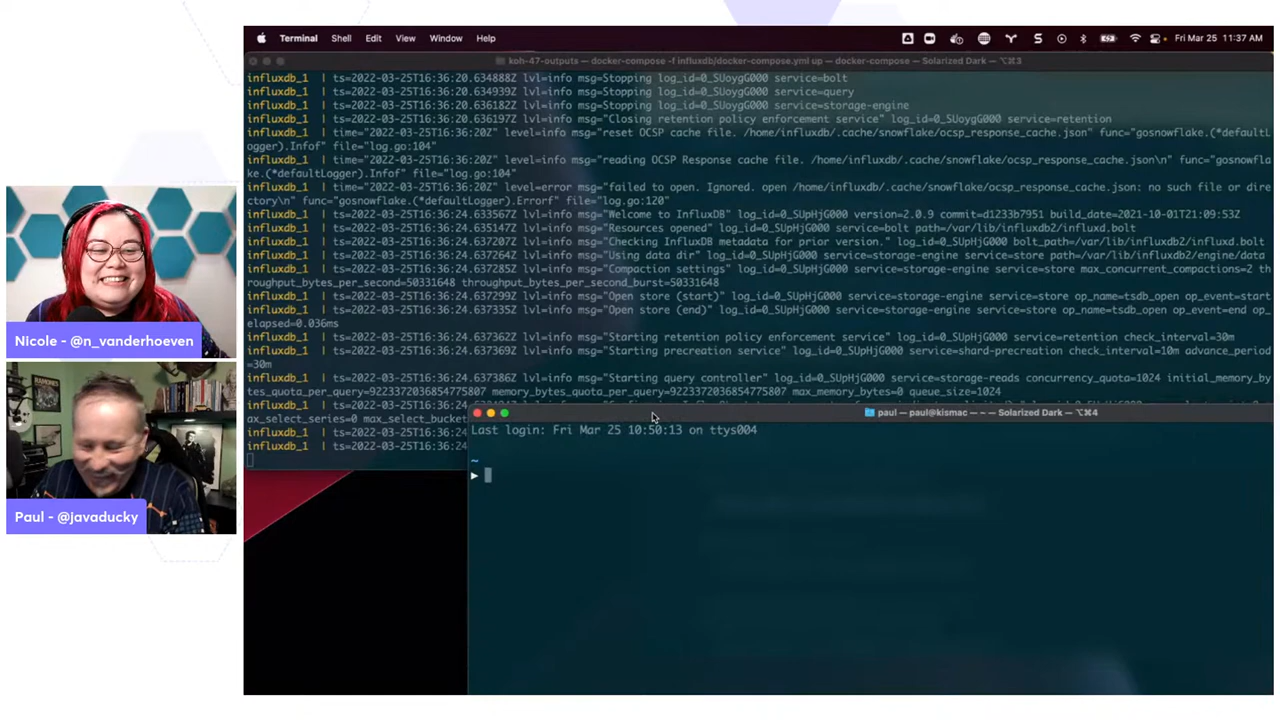 Terminal Shell Edit View Window Help Fri Mar 25 11:37 AM
koh-47-outputs — docker-compose -f influxdb/docker-compose.yml up — docker-compose — Solarized Dark — ⌥⌘3
influxdb_1 | ts=2022-03-25T16:36:20.634888Z lvl=info msg=Stopping log_id=0_SUoygG000 service=bolt
influxdb_1 | ts=2022-03-25T16:36:20.634939Z lvl=info msg=Stopping log_id=0_SUoygG000 service=query
influxdb_1 | ts=2022-03-25T16:36:20.636182Z lvl=info msg=Stopping log_id=0_SUoygG000 service=storage-engine
influxdb_1 | ts=2022-03-25T16:36:20.636197Z lvl=info msg="Closing retention policy enforcement service" log_id=0_SUoygG000 service=retention
influxdb_1 | time="2022-03-25T16:36:20Z" level=info msg="reset OCSP cache file. /home/influxdb/.cache/snowflake/ocsp_response_cache.json" func="gosnowflake.(*defaultL
ogger).Infof" file="log.go:104"
influxdb_1 | time="2022-03-25T16:36:20Z" level=info msg="reading OCSP Response cache file. /home/influxdb/.cache/snowflake/ocsp_response_cache.json\n" func="gosnowfla
ke.(*defaultLogger).Infof" file="log.go:104"
influxdb_1 | time="2022-03-25T16:36:20Z" level=error msg="failed to open. Ignored. open /home/influxdb/.cache/snowflake/ocsp_response_cache.json: no such file or dire
ctory\n" func="gosnowflake.(*defaultLogger).Errorf" file="log.go:120"
influxdb_1 | ts=2022-03-25T16:36:24.633567Z lvl=info msg="Welcome to InfluxDB" log_id=0_SUpHjG000 version=2.0.9 commit=d1233b7951 build_date=2021-10-01T21:09:53Z
influxdb_1 | ts=2022-03-25T16:36:24.635147Z lvl=info msg="Resources opened" log_id=0_SUpHjG000 service=bolt path=/var/lib/influxdb2/influxd.bolt
influxdb_1 | ts=2022-03-25T16:36:24.637207Z lvl=info msg="Checking InfluxDB metadata for prior version." log_id=0_SUpHjG000 bolt_path=/var/lib/influxdb2/influxd.bolt
influxdb_1 | ts=2022-03-25T16:36:24.637264Z lvl=info msg="Using data dir" log_id=0_SUpHjG000 service=storage-engine service=store path=/var/lib/influxdb2/engine/data
influxdb_1 | ts=2022-03-25T16:36:24.637285Z lvl=info msg="Compaction settings" log_id=0_SUpHjG000 service=storage-engine service=store max_concurrent_compactions=2 t
hroughput_bytes_per_second=50331648 throughput_bytes_per_second_burst=50331648
influxdb_1 | ts=2022-03-25T16:36:24.637299Z lvl=info msg="Open store (start)" log_id=0_SUpHjG000 service=storage-engine service=store op_name=tsdb_open op_event=start
influxdb_1 | ts=2022-03-25T16:36:24.637335Z lvl=info msg="Open store (end)" log_id=0_SUpHjG000 service=storage-engine service=store op_name=tsdb_open op_event=end op_
elapsed=0.036ms
influxdb_1 | ts=2022-03-25T16:36:24.637362Z lvl=info msg="Starting retention policy enforcement service" log_id=0_SUpHjG000 service=retention check_interval=30m
influxdb_1 | ts=2022-03-25T16:36:24.637369Z lvl=info msg="Starting precreation service" log_id=0_SUpHjG000 service=shard-precreation check_interval=10m advance_period
=30m
influxdb_1 | ts=2022-03-25T16:36:24.637386Z lvl=info msg="Starting query controller" log_id=0_SUpHjG000 service=storage-reads concurrency_quota=1024 initial_memory_b
ytes_quota_per_query=9223372036854775807 memory_bytes_quota_per_query=9223372036854775807 max_memory_bytes=0 queue_size=1024
influxdb_1 | ts=2022-03-25T16:36:24
ax_select_series=0 max_select_bucket
influxdb_1 | ts=2022-03-25T16:36:24
influxdb_1 | ts=2022-03-25T16:36:24
paul — paul@kismac — ~ — Solarized Dark — ⌥⌘4
Last login: Fri Mar 25 10:50:13 on ttys004
~
Nicole - @n_vanderhoeven
Paul - @javaducky